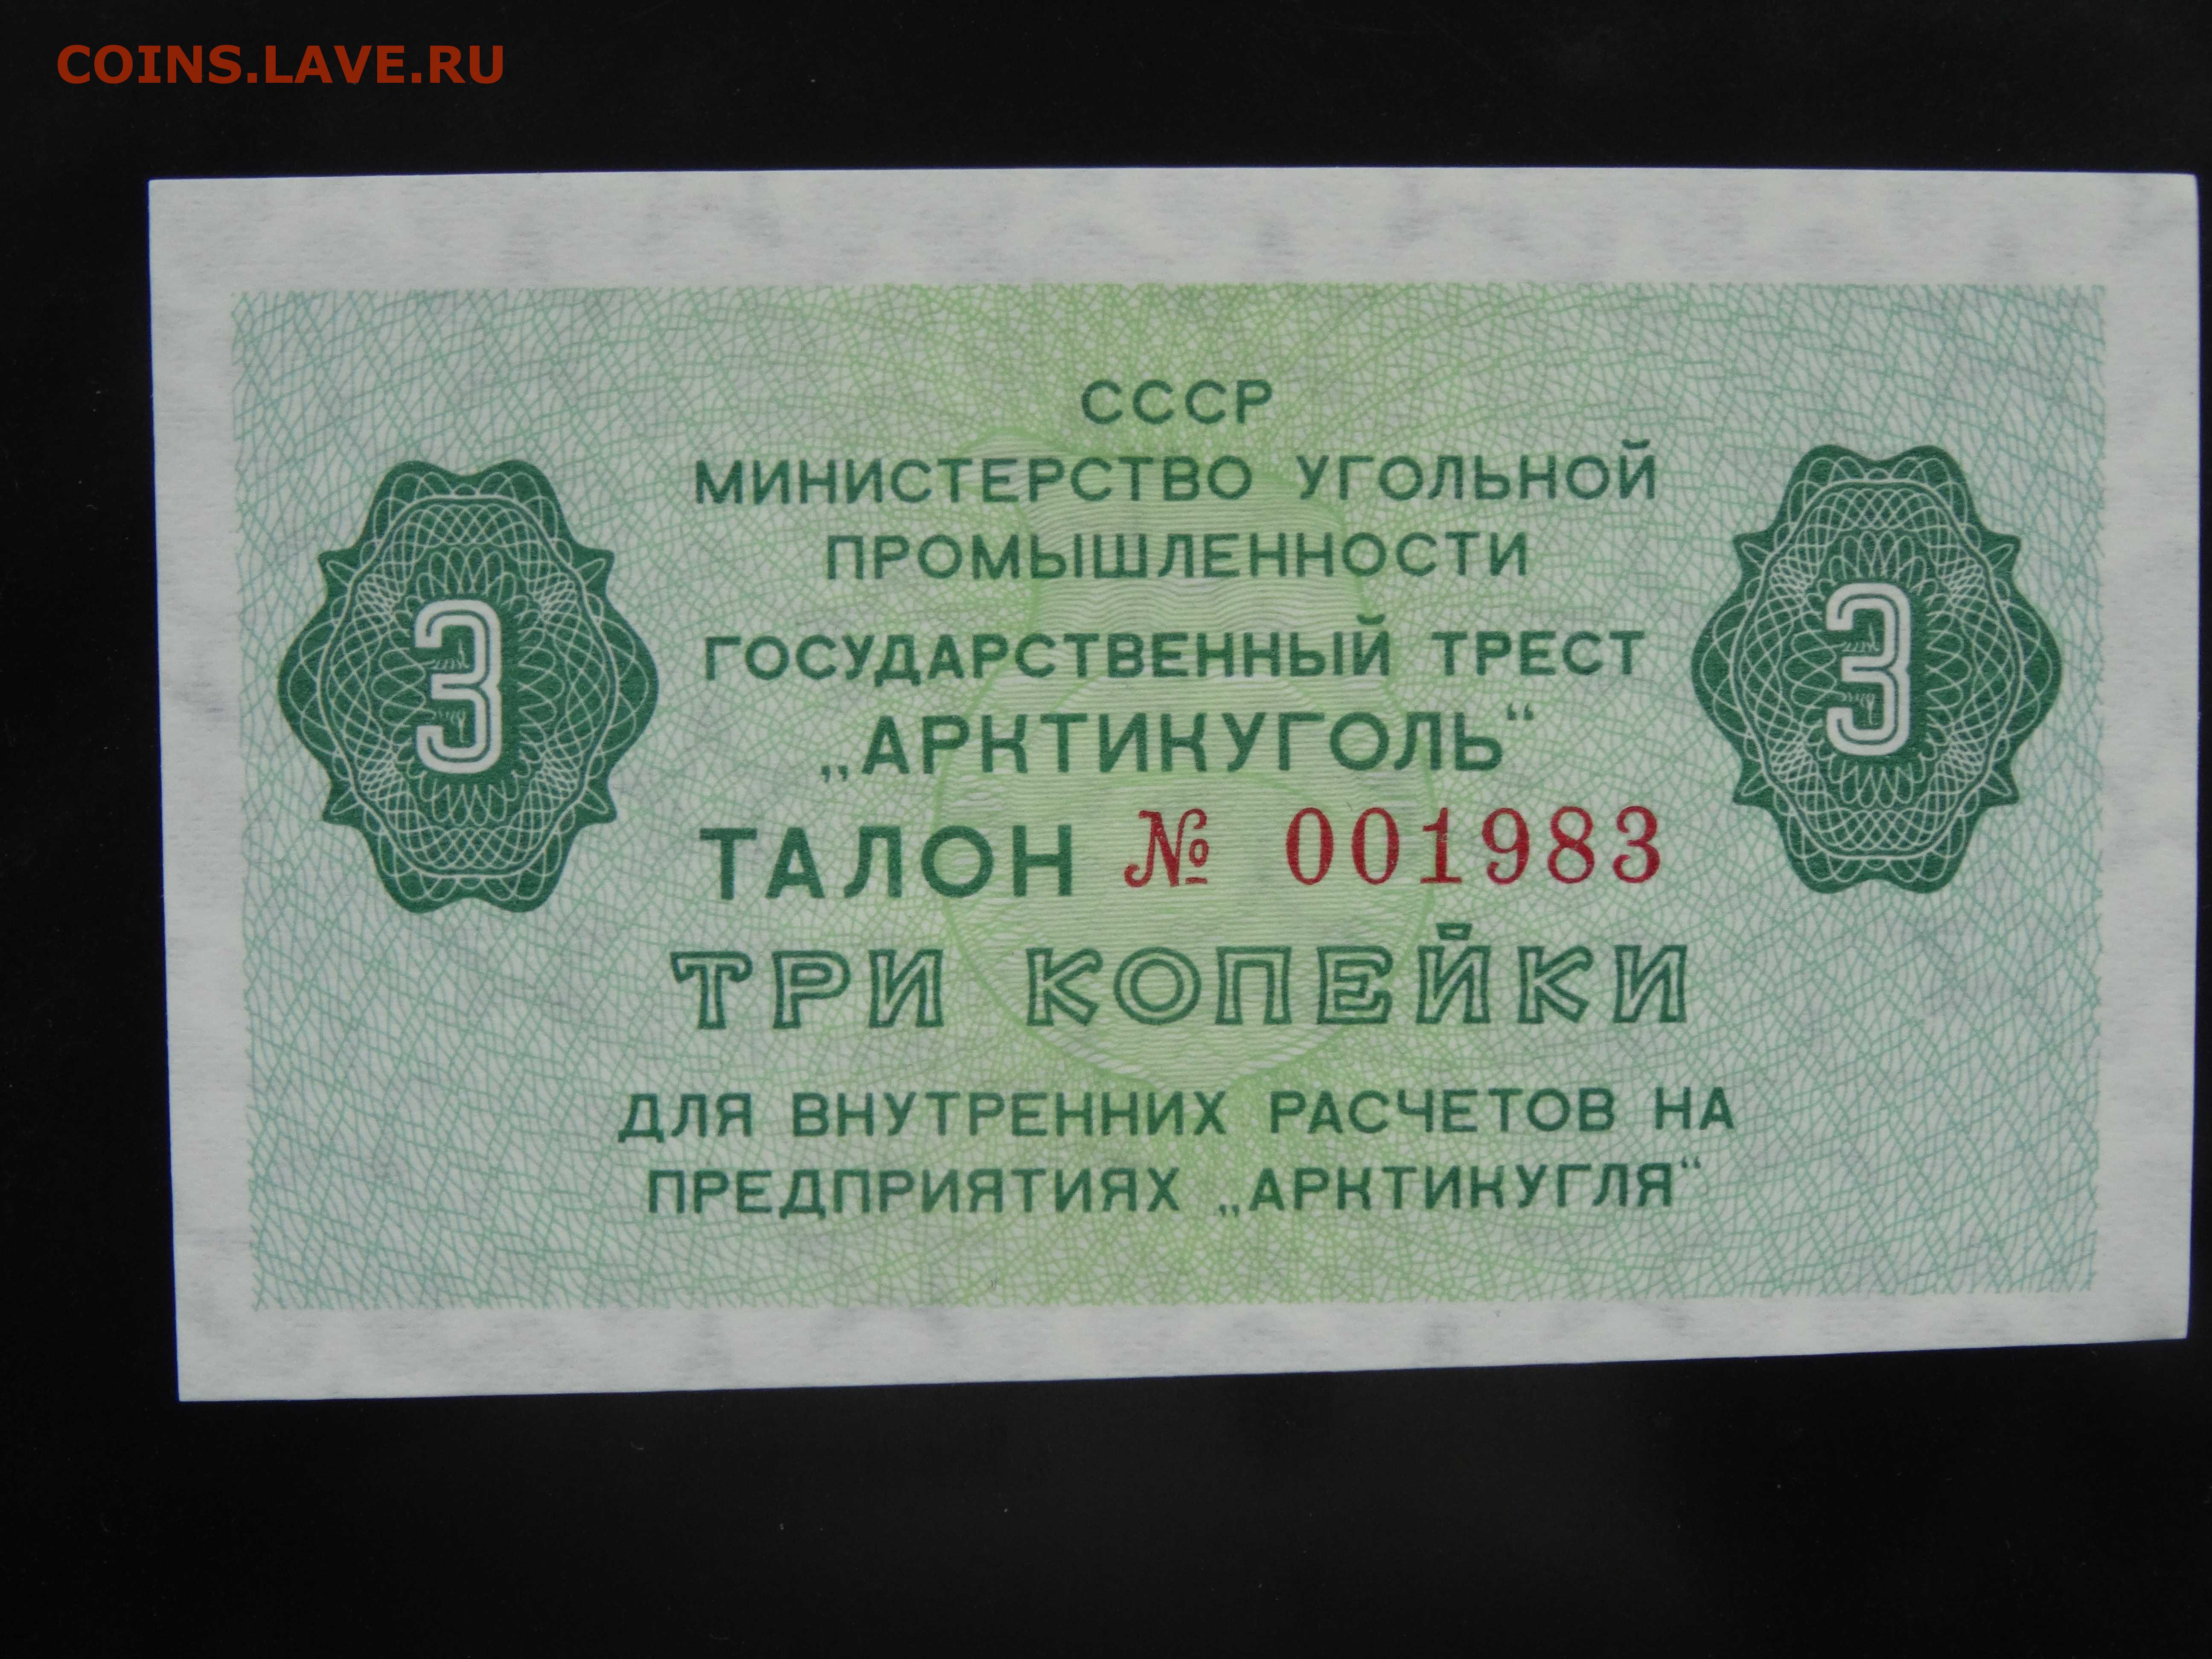 COINS.LAVE.RU
СССР
МИНИСТЕРСТВО УГОЛЬНОЙ
ПРОМЫШЛЕННОСТИ
ГОСУДАРСТВЕННЫЙ ТРЕСТ
„АРКТИКУГОЛЬ“
3 3
ТАЛОН № 001983
ТРИ КОПЕЙКИ
ДЛЯ ВНУТРЕННИХ РАСЧЕТОВ НА
ПРЕДПРИЯТИЯХ „АРКТИКУГЛЯ“